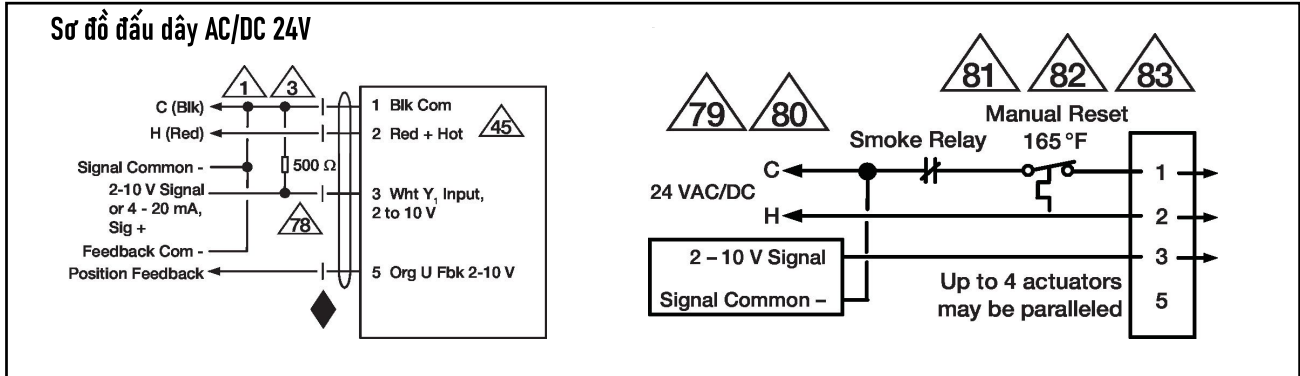 Sơ đồ đấu dây AC/DC 24V
1 3
C (Blk)
H (Red)
Signal Common -
2-10 V Signal
or 4 - 20 mA,
Sig +
Feedback Com -
Position Feedback
500 Ω
78
1 Blk Com
2 Red + Hot
45
3 Wht Y₁ Input,
2 to 10 V
5 Org U Fbk 2-10 V
79 80
81 82 83
Manual Reset
165 °F
Smoke Relay
C
24 VAC/DC
H
2 – 10 V Signal
Signal Common –
Up to 4 actuators
may be paralleled
1
2
3
5